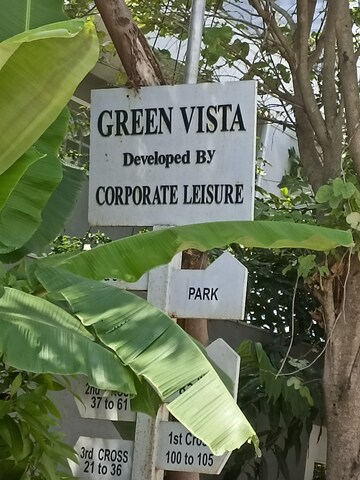 GREEN VISTA
Developed By
CORPORATE LEISURE
PARK
2nd CROSS
37 to 61
1st CROSS
100 to 105
3rd CROSS
21 to 36